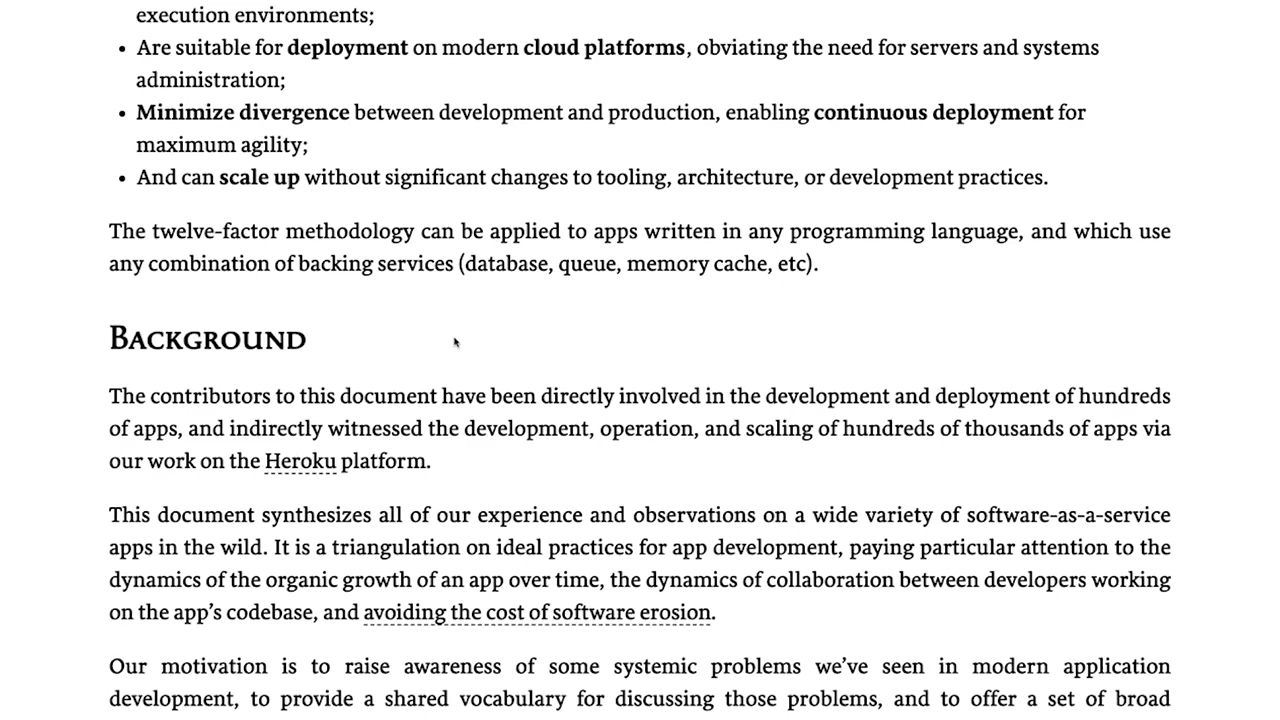 execution environments;
• Are suitable for deployment on modern cloud platforms, obviating the need for servers and systems
administration;
• Minimize divergence between development and production, enabling continuous deployment for
maximum agility;
• And can scale up without significant changes to tooling, architecture, or development practices.
The twelve-factor methodology can be applied to apps written in any programming language, and which use
any combination of backing services (database, queue, memory cache, etc).
Background
The contributors to this document have been directly involved in the development and deployment of hundreds
of apps, and indirectly witnessed the development, operation, and scaling of hundreds of thousands of apps via
our work on the Heroku platform.
This document synthesizes all of our experience and observations on a wide variety of software-as-a-service
apps in the wild. It is a triangulation on ideal practices for app development, paying particular attention to the
dynamics of the organic growth of an app over time, the dynamics of collaboration between developers working
on the app’s codebase, and avoiding the cost of software erosion.
Our motivation is to raise awareness of some systemic problems we’ve seen in modern application
development, to provide a shared vocabulary for discussing those problems, and to offer a set of broad